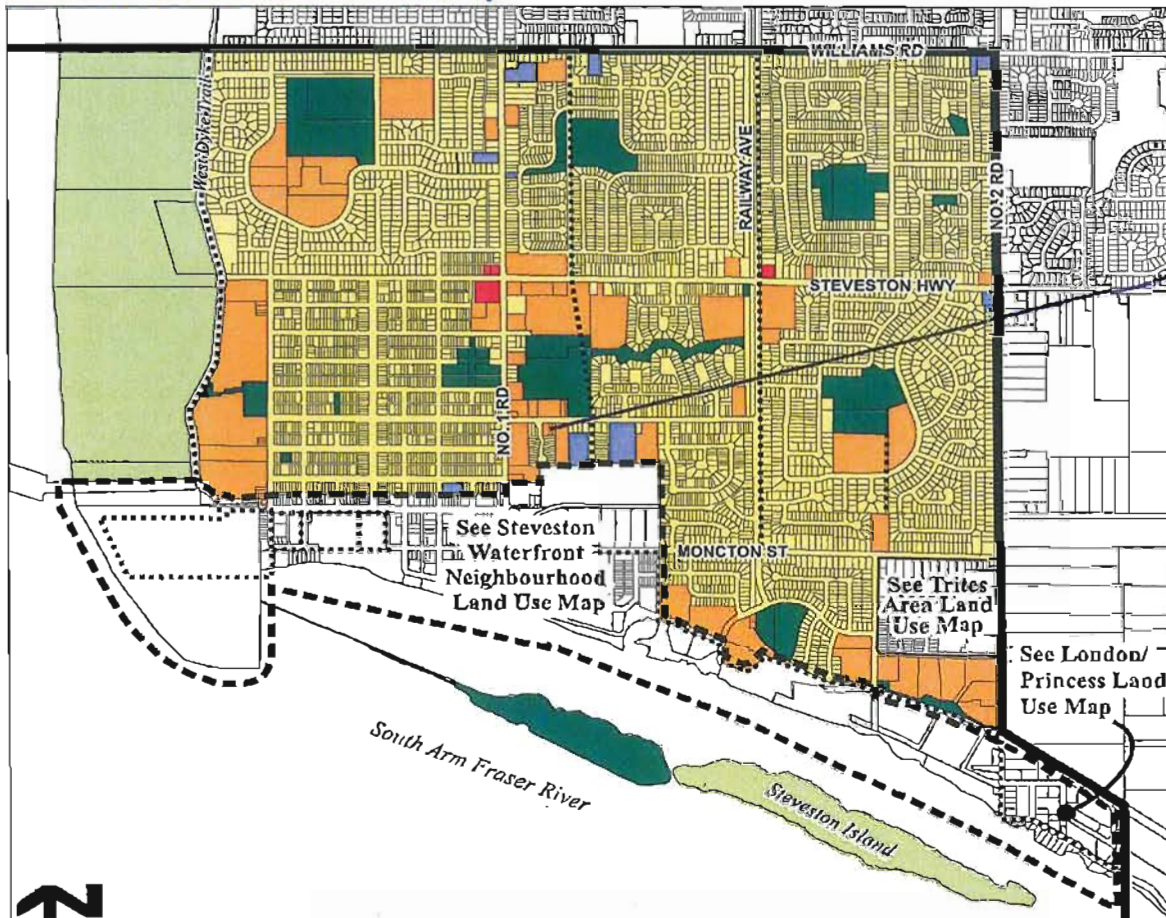 WILLIAMS RD
West Dyke Trail
RAILWAY AVE
NO. 2 RD
STEVESTON HWY
NO. 1 RD
See Steveston
Waterfront
Neighbourhood
Land Use Map
MONCTON ST
See Trites
Area Land
Use Map
See London/
Princess Land
Use Map
South Arm Fraser River
Steveston Island